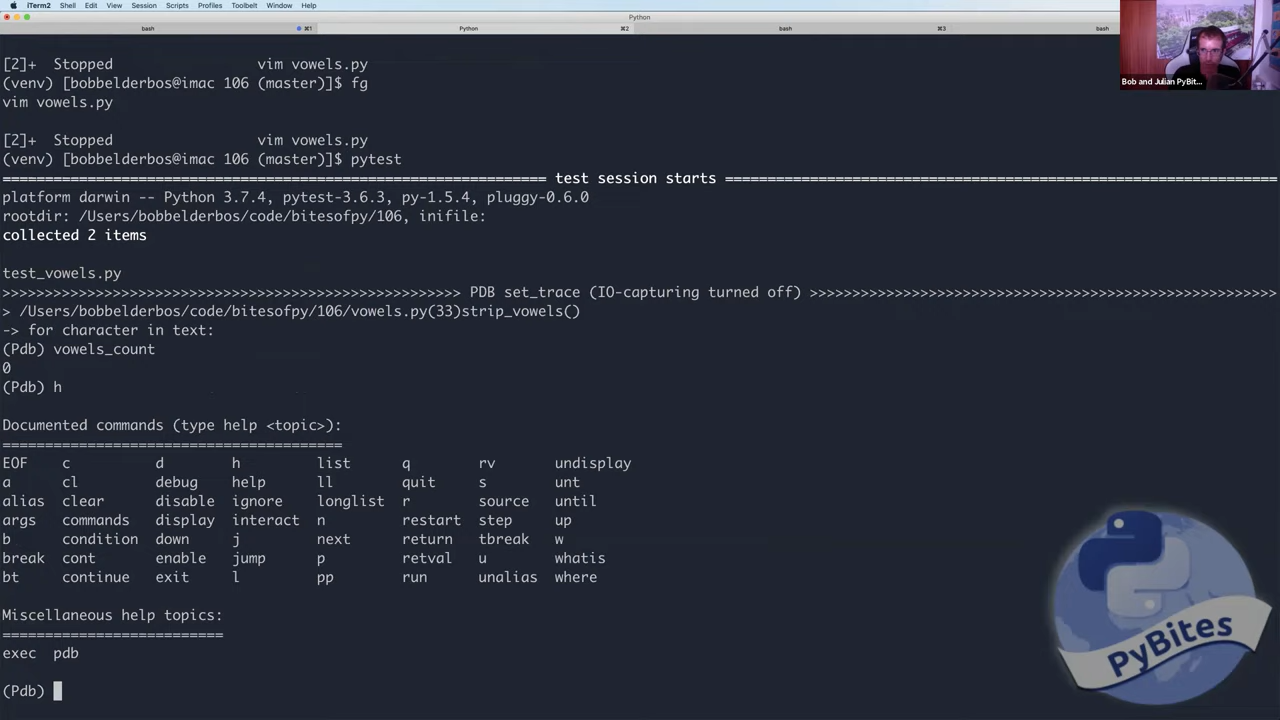 iTerm2 Shell Edit View Session Scripts Profiles Toolbelt Window Help
Python
bash ⌘1 Python ⌘2 bash ⌘3 bash
Bob and Julian PyBit...
[2]+  Stopped                 vim vowels.py
(venv) [bobbelderbos@imac 106 (master)]$ fg
vim vowels.py
[2]+  Stopped                 vim vowels.py
(venv) [bobbelderbos@imac 106 (master)]$ pytest
================================================================ test session starts =================================================================
platform darwin -- Python 3.7.4, pytest-3.6.3, py-1.5.4, pluggy-0.6.0
rootdir: /Users/bobbelderbos/code/bitesofpy/106, inifile:
collected 2 items
test_vowels.py
>>>>>>>>>>>>>>>>>>>>>>>>>>>>>>>>>>>>>>>>>>>>>>>>>>>>>> PDB set_trace (IO-capturing turned off) >>>>>>>>>>>>>>>>>>>>>>>>>>>>>>>>>>>>>>>>>>>>>>>>>>>>>>>
> /Users/bobbelderbos/code/bitesofpy/106/vowels.py(33)strip_vowels()
-> for character in text:
(Pdb) vowels_count
0
(Pdb) h
Documented commands (type help <topic>):
========================================
EOF    c          d        h         list      q        rv       undisplay
a      cl         debug    help      ll        quit     s        unt
alias  clear      disable  ignore    longlist  r        source   until
args   commands   display  interact  n         restart  step     up
b      condition  down     j         next      return   tbreak   w
break  cont       enable   jump      p         retval   u        whatis
bt     continue   exit     l         pp        run      unalias  where
Miscellaneous help topics:
==========================
exec  pdb
(Pdb)
PyBites